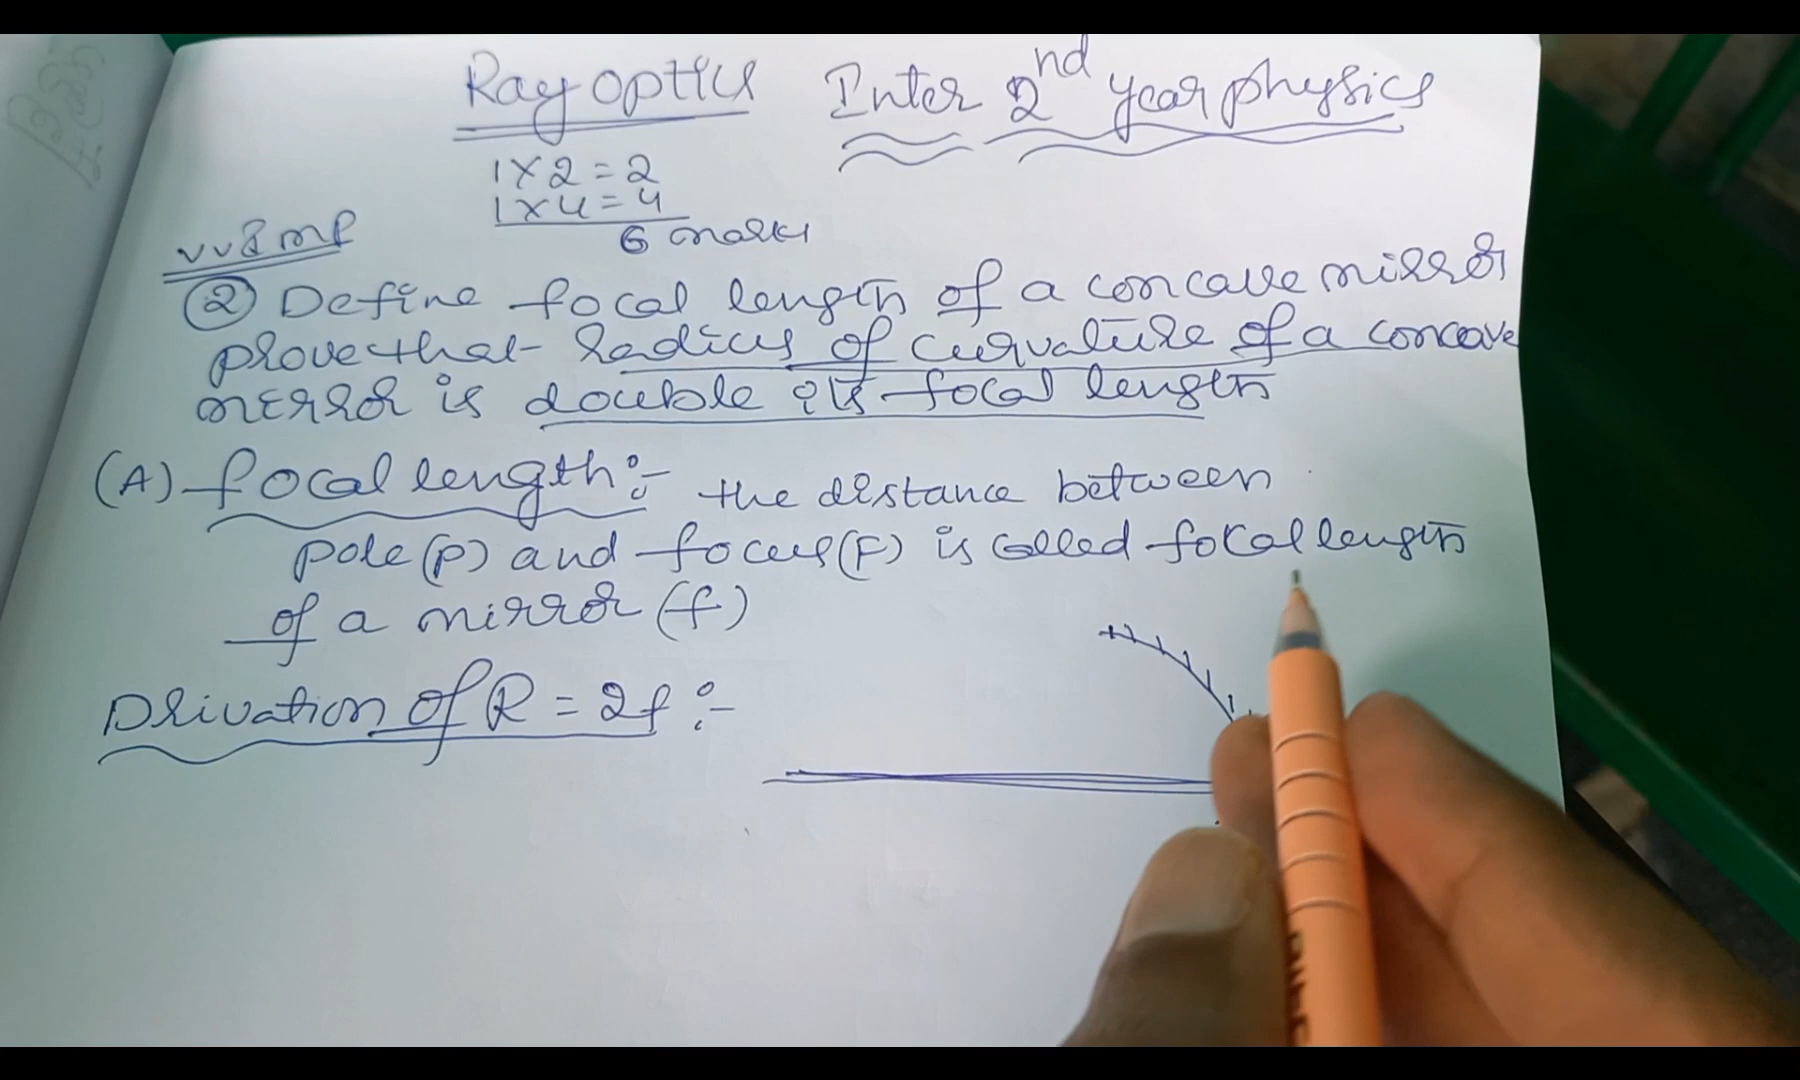 Ray optics Inter 2nd year physics
1 x 2 = 2
1 x 4 = 4
6 marks
vvImp
(2) Define focal length of a concave mirror
prove that radius of curvature of a concave
mirror is double its focal length
(A) focal length :- the distance between
pole (p) and focus (F) is called focal length
of a mirror (f)
Drivation of R = 2f :-